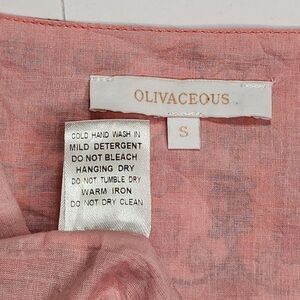 OLIVACEOUS
S
COLD HAND WASH IN
MILD DETERGENT
DO NOT BLEACH
HANGING DRY
DO NOT TUMBLE DRY
WARM IRON
DO NOT DRY CLEAN